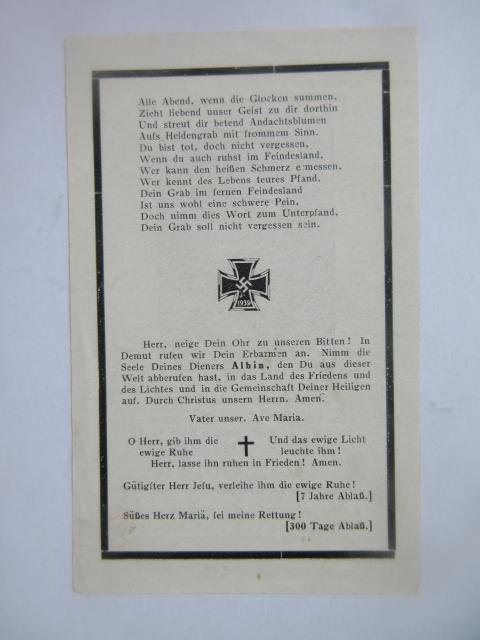 Alle Abend, wenn die Glocken summen,
Zieht liebend unser Geist zu dir dorthin
Und streut dir betend Andachtsblumen
Aufs Heldengrab mit frommem Sinn.
Du bist tot, doch nicht vergessen,
Wenn du auch ruhst im Feindesland,
Wer kann den heißen Schmerz ermessen.
Wer kennt des Lebens teures Pfand.
Dein Grab im fernen Feindesland
Ist uns wohl eine schwere Pein.
Doch nimm dies Wort zum Unterpfand,
Dein Grab soll nicht vergessen sein.
1939
Herr, neige Dein Ohr zu unseren Bitten! In
Demut rufen wir Dein Erbarmen an. Nimm die
Seele Deines Dieners Albin, den Du aus dieser
Welt abberufen hast, in das Land des Friedens und
des Lichtes und in die Gemeinschaft Deiner Heiligen
auf. Durch Christus unsern Herrn. Amen.
Vater unser. Ave Maria.
O Herr, gib ihm die ewige Ruhe
Und das ewige Licht leuchte ihm!
Herr, lasse ihn ruhen in Frieden! Amen.
Gütigſter Herr Jeſu, verleihe ihm die ewige Ruhe!
[7 Jahre Ablaß.]
Süßes Herz Mariä, ſei meine Rettung!
[300 Tage Ablaß.]